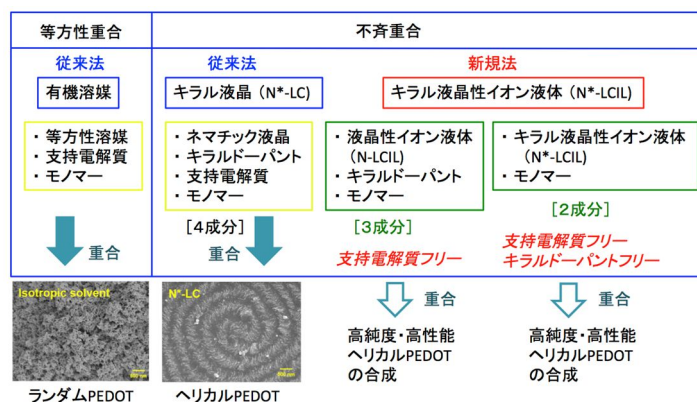 等方性重合
不斉重合
従来法
従来法
新規法
有機溶媒
キラル液晶(N*-LC)
キラル液晶性イオン液体(N*-LCIL)
・等方性溶媒
・支持電解質
・モノマー
・ネマチック液晶
・キラルドーパント
・支持電解質
・モノマー
・液晶性イオン液体
(N-LCIL)
・キラルドーパント
・モノマー
・キラル液晶性イオン液体
(N*-LCIL)
・モノマー
[4成分]
[3成分]
[2成分]
重合
重合
支持電解質フリー
支持電解質フリー
キラルドーパントフリー
Isotropic solvent
N*-LC
重合
重合
高純度・高性能
ヘリカルPEDOT
の合成
高純度・高性能
ヘリカルPEDOT
の合成
ランダムPEDOT
ヘリカルPEDOT